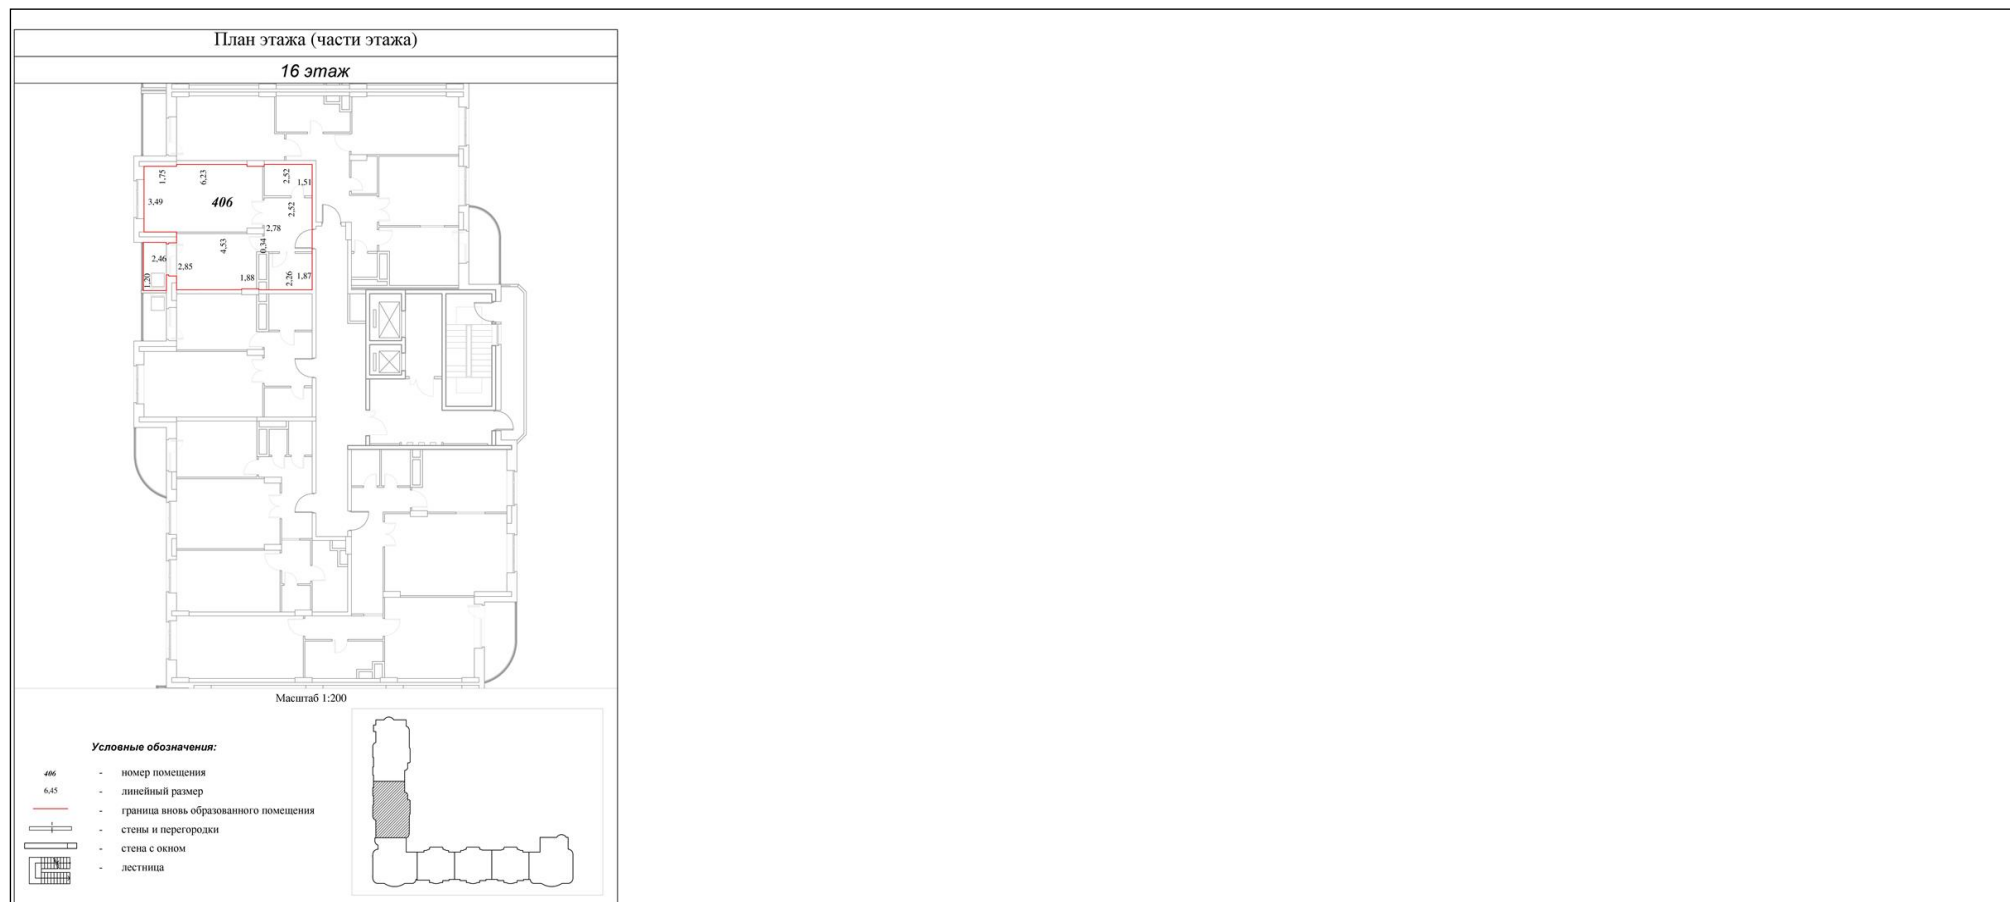 План этажа (части этажа)
16 этаж
1,75
6,23
2,52
1,51
3,49
406
2,52
2,78
4,53
0,34
2,46
2,85
1,20
1,88
2,26
1,87
Масштаб 1:200
Условные обозначения:
406 - номер помещения
6,45 - линейный размер
- граница вновь образованного помещения
- стены и перегородки
- стена с окном
- лестница